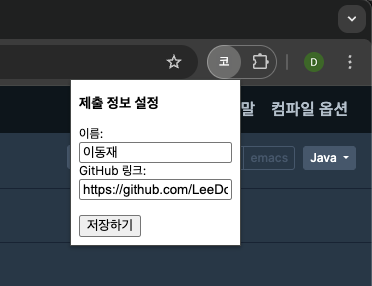 코
D
제출 정보 설정
말 컴파일 옵션
이름:
이동재
GitHub 링크:
https://github.com/LeeDo
emacs
Java
저장하기